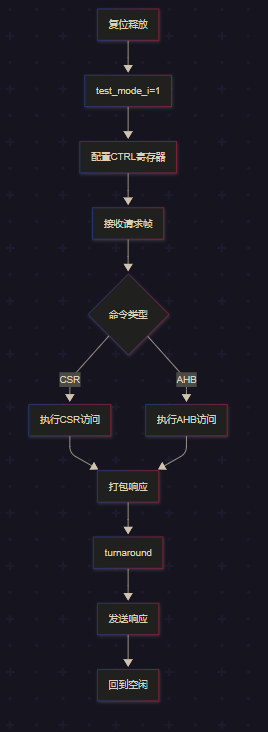 复位释放
test_mode_i=1
配置CTRL寄存器
接收请求帧
命令类型
CSR
AHB
执行CSR访问
执行AHB访问
打包响应
turnaround
发送响应
回到空闲